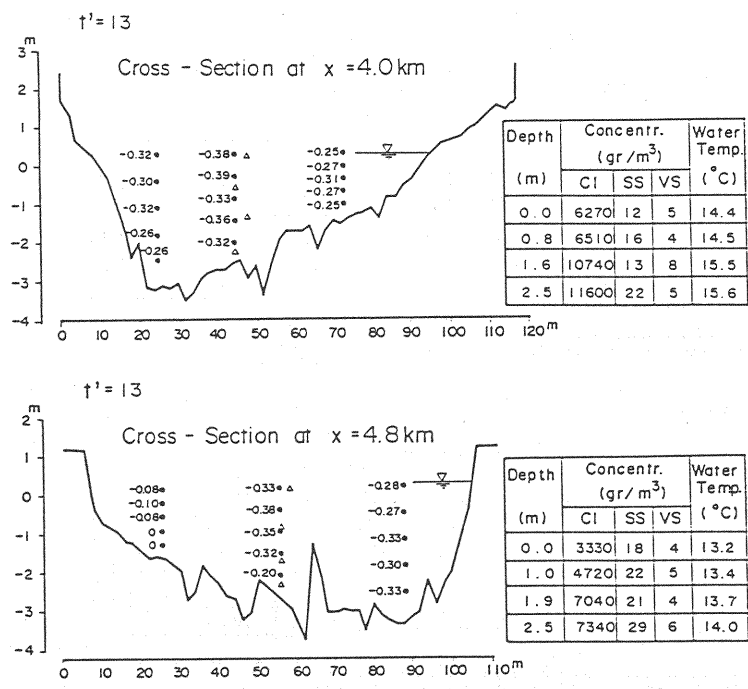 t' = 13
m
Cross - Section at x = 4.0 km
3
2
1
0
-1
-2
-3
-4
-0.32 -0.38 -0.25
-0.30 -0.39 -0.27
-0.32 -0.33 -0.31
-0.26 -0.36 -0.27
-0.26 -0.32 -0.25
0 10 20 30 40 50 60 70 80 90 100 110 120 m
Depth (m) Concentr. (gr/m³) Water Temp. (°C)
Cl SS VS
0.0 6270 12 5 14.4
0.8 6510 16 4 14.5
1.6 10740 13 8 15.5
2.5 11600 22 5 15.6
t' = 13
m
Cross - Section at x = 4.8 km
2
1
0
-1
-2
-3
-4
-0.08 -0.33 -0.28
-0.10 -0.38 -0.27
-0.08 -0.35 -0.33
0 -0.32 -0.30
0 -0.20 -0.33
0 10 20 30 40 50 60 70 80 90 100 110 m
Depth (m) Concentr. (gr/m³) Water Temp. (°C)
Cl SS VS
0.0 3330 18 4 13.2
1.0 4720 22 5 13.4
1.9 7040 21 4 13.7
2.5 7340 29 6 14.0